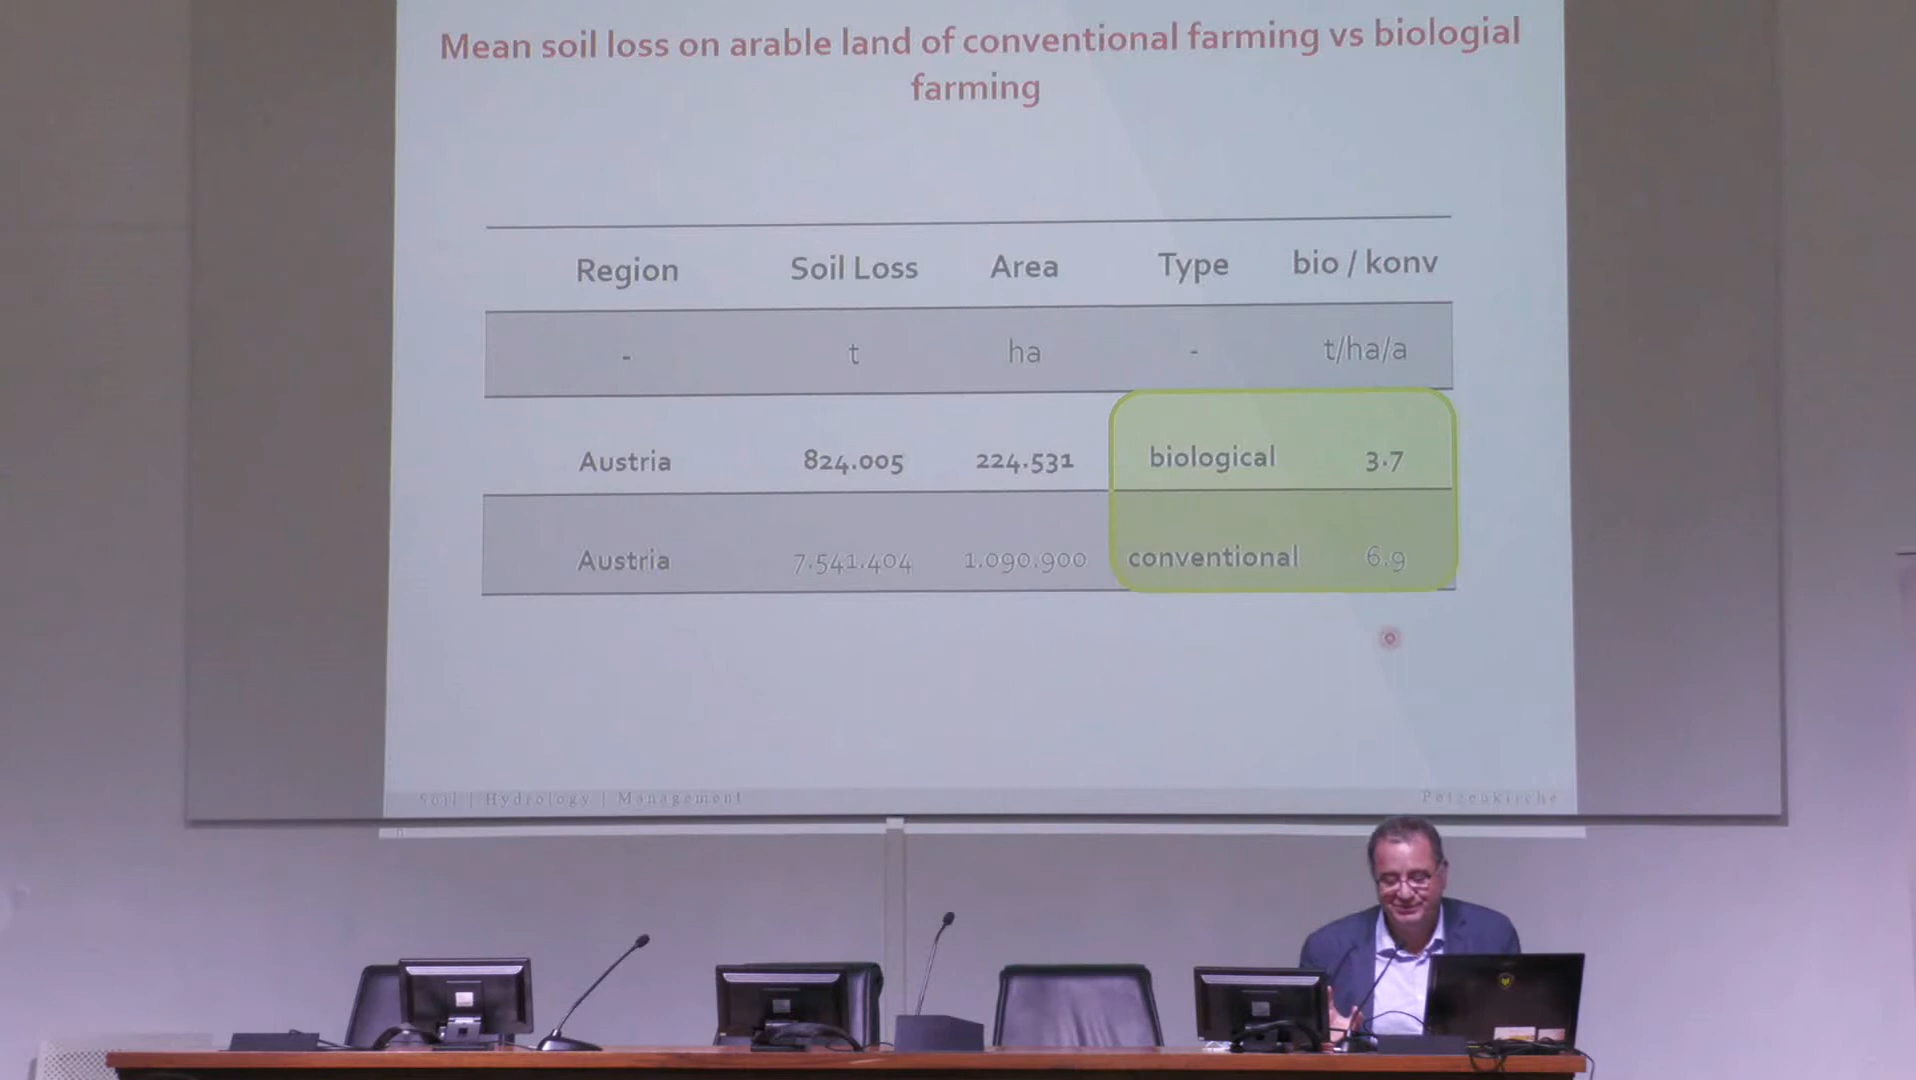 Mean soil loss on arable land of conventional farming vs biologial
farming
Region Soil Loss Area Type bio / konv
- t ha - t/ha/a
Austria 824.005 224.531 biological 3.7
Austria 7.541.404 1.090.900 conventional 6.9
Soil | Hydrology | Management Petzenkirche